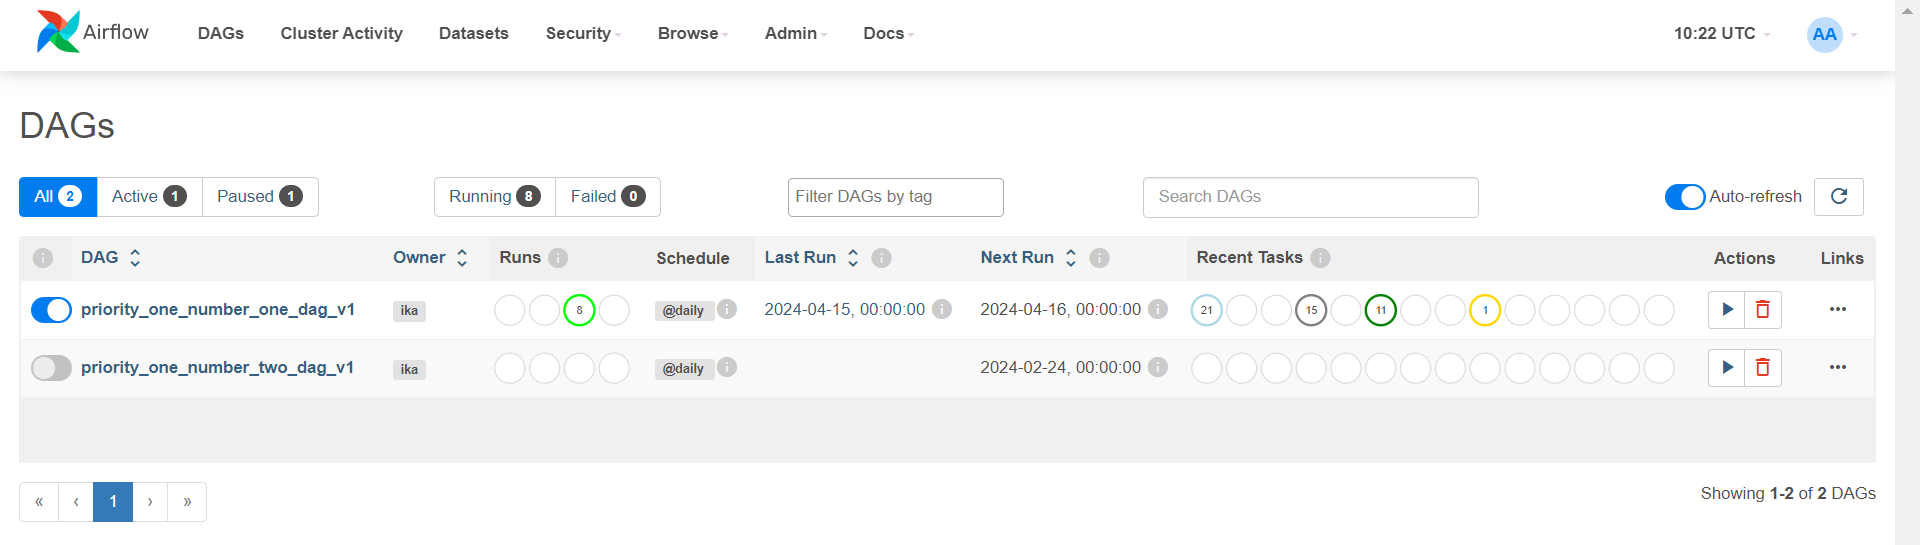 Airflow DAGs Cluster Activity Datasets Security Browse Admin Docs 10:22 UTC AA
DAGs
All 2 Active 1 Paused 1 Running 8 Failed 0 Filter DAGs by tag Search DAGs Auto-refresh
i DAG Owner Runs i Schedule Last Run i Next Run i Recent Tasks i Actions Links
priority_one_number_one_dag_v1 ika 8 @daily i 2024-04-15, 00:00:00 i 2024-04-16, 00:00:00 i 21 15 11 1 •••
priority_one_number_two_dag_v1 ika @daily i 2024-02-24, 00:00:00 i •••
« ‹ 1 › » Showing 1-2 of 2 DAGs